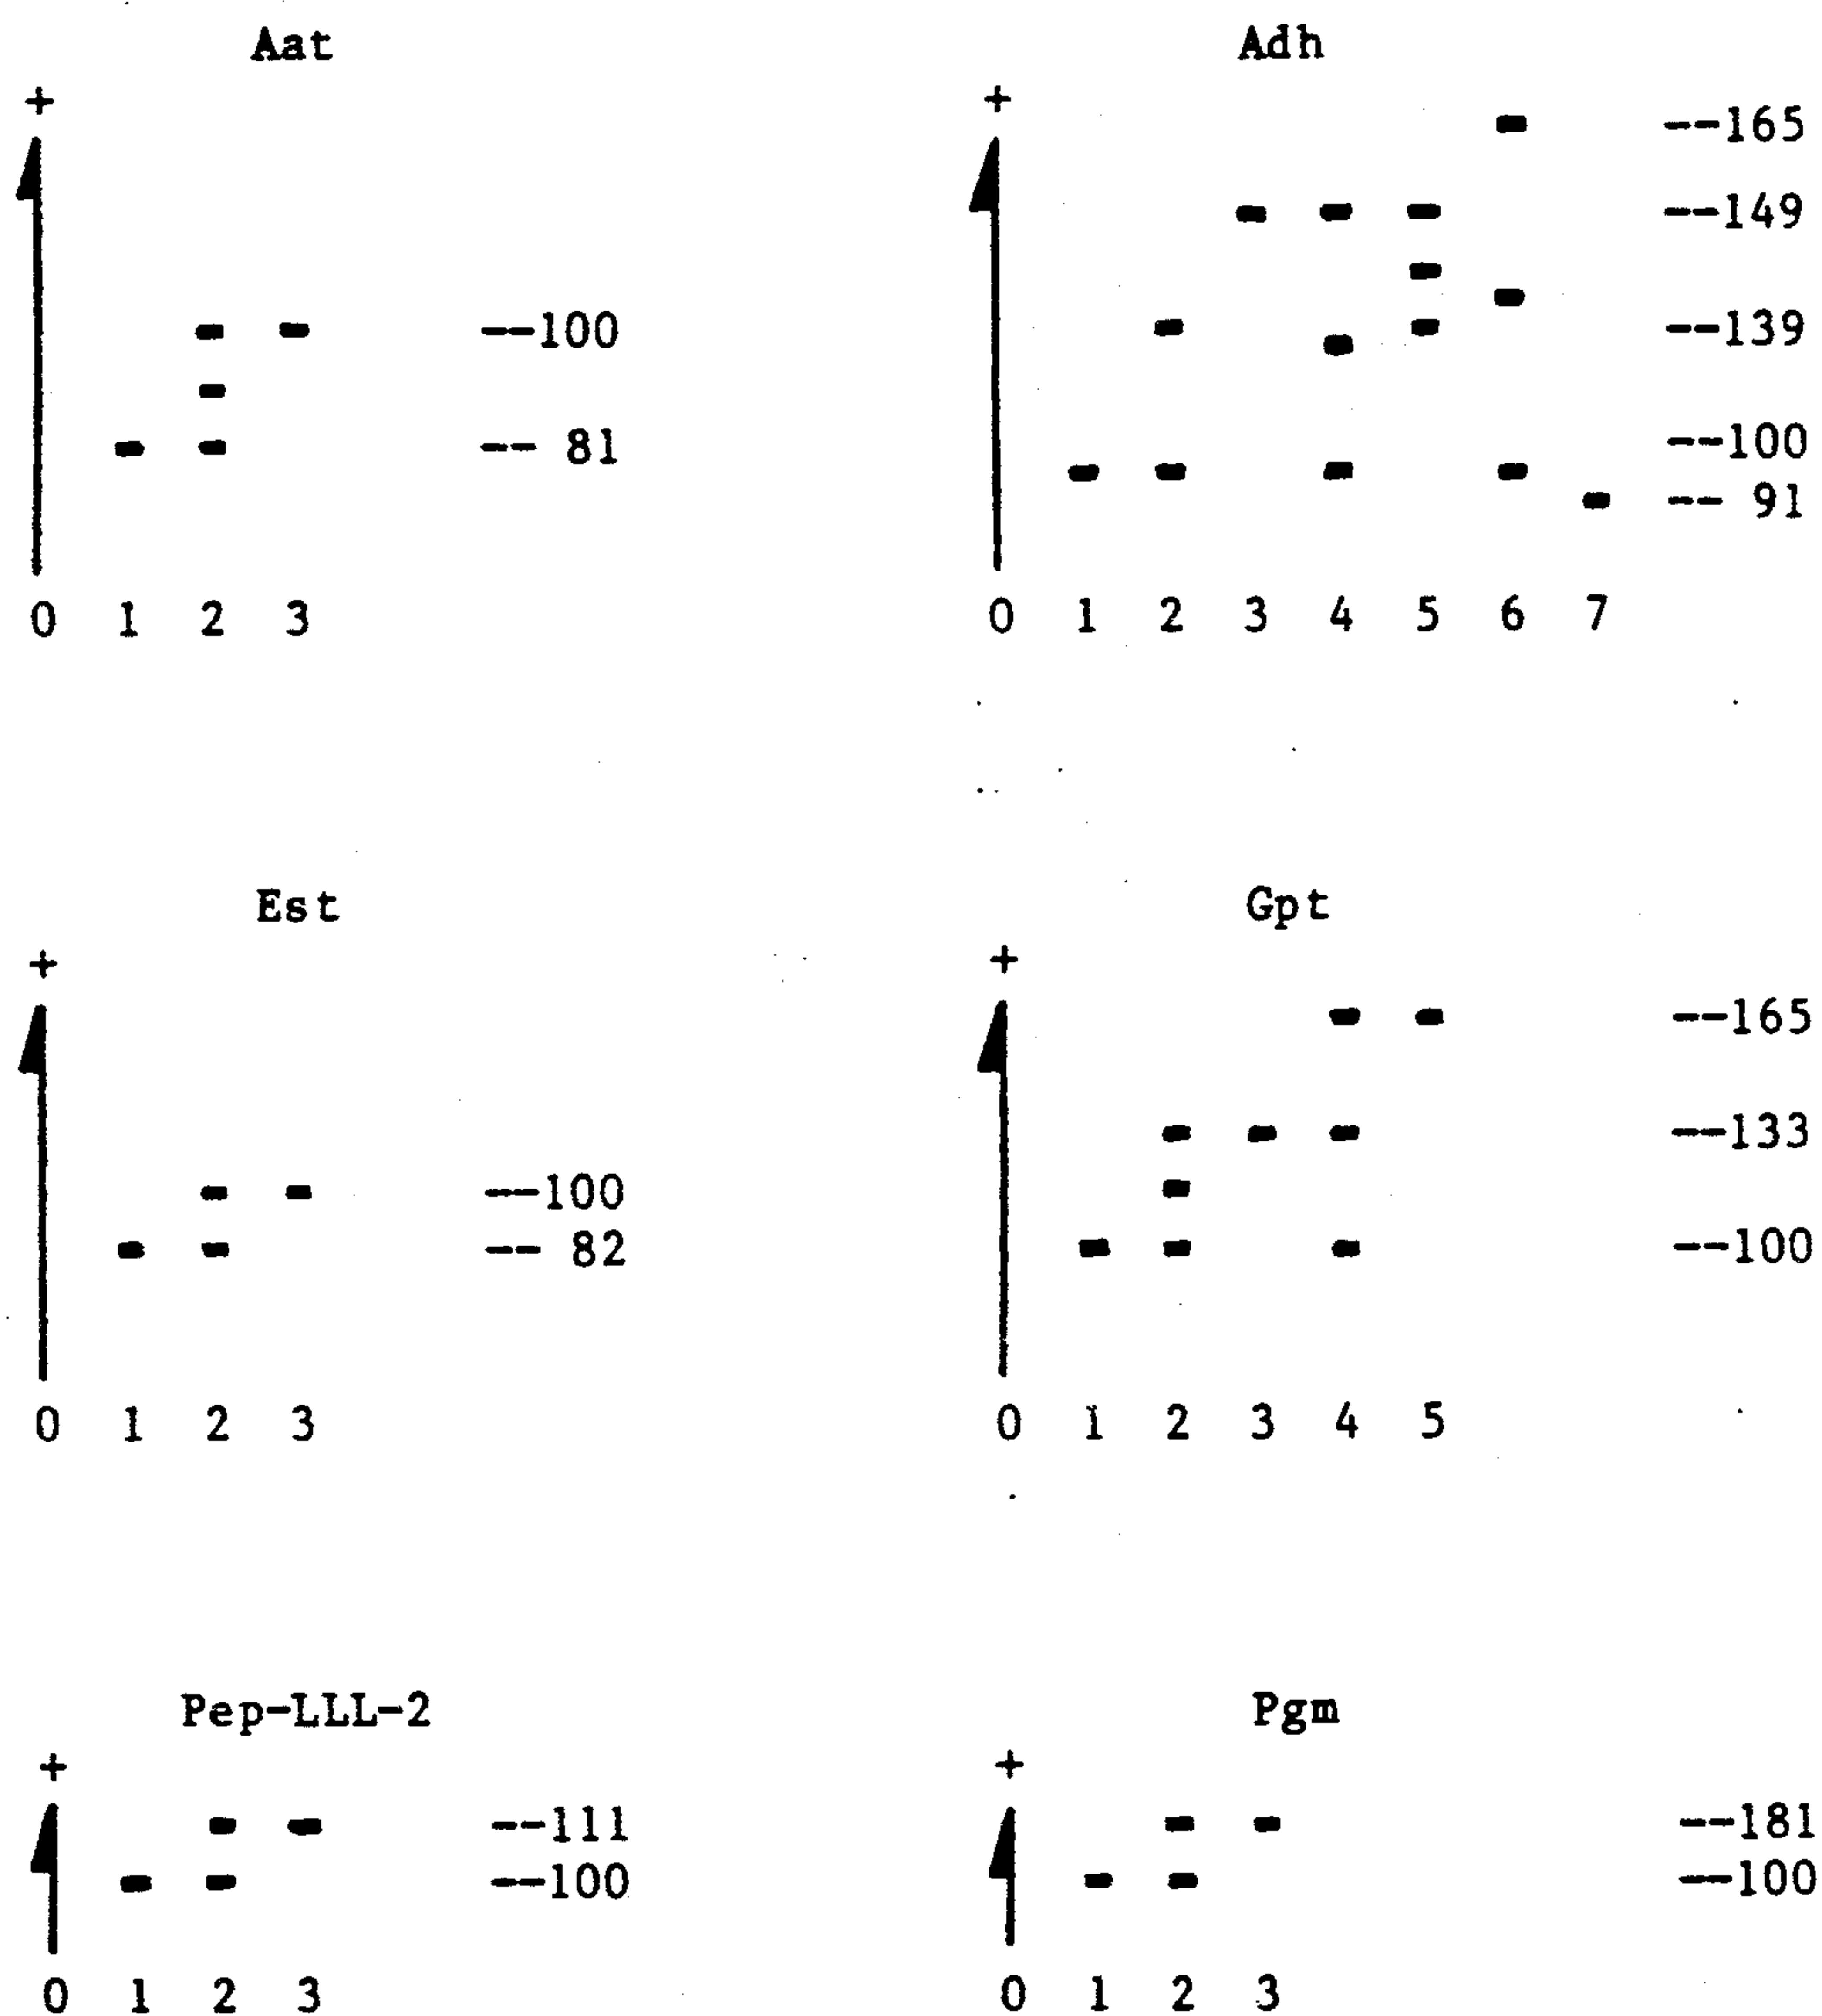 Aat
+
--100
-- 81
0 1 2 3
Adh
+
--165
--149
--139
--100
-- 91
0 1 2 3 4 5 6 7
Est
+
--100
-- 82
0 1 2 3
Gpt
+
--165
--133
--100
0 1 2 3 4 5
Pep-LLL-2
+
--111
--100
0 1 2 3
Pgm
+
--181
--100
0 1 2 3